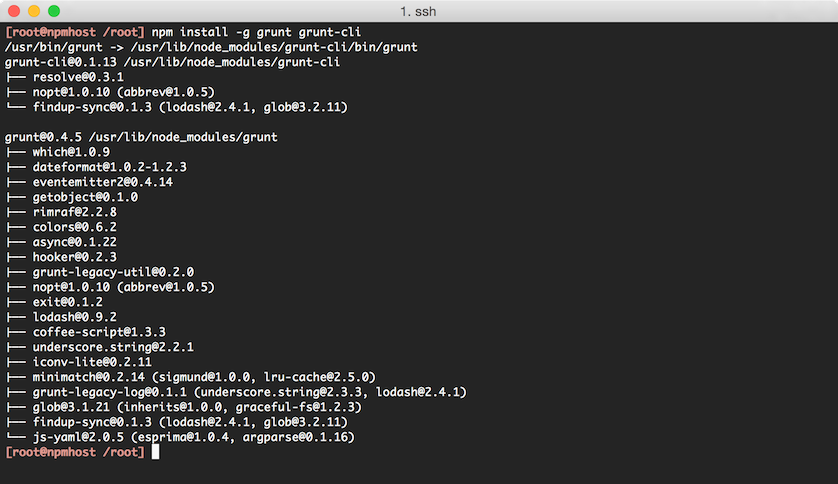 1. ssh
[root@npmhost /root] npm install -g grunt grunt-cli
/usr/bin/grunt -> /usr/lib/node_modules/grunt-cli/bin/grunt
grunt-cli@0.1.13 /usr/lib/node_modules/grunt-cli
├── resolve@0.3.1
├── nopt@1.0.10 (abbrev@1.0.5)
└── findup-sync@0.1.3 (lodash@2.4.1, glob@3.2.11)
grunt@0.4.5 /usr/lib/node_modules/grunt
├── which@1.0.9
├── dateformat@1.0.2-1.2.3
├── eventemitter2@0.4.14
├── getobject@0.1.0
├── rimraf@2.2.8
├── colors@0.6.2
├── async@0.1.22
├── hooker@0.2.3
├── grunt-legacy-util@0.2.0
├── nopt@1.0.10 (abbrev@1.0.5)
├── exit@0.1.2
├── lodash@0.9.2
├── coffee-script@1.3.3
├── underscore.string@2.2.1
├── iconv-lite@0.2.11
├── minimatch@0.2.14 (sigmund@1.0.0, lru-cache@2.5.0)
├── grunt-legacy-log@0.1.1 (underscore.string@2.3.3, lodash@2.4.1)
├── glob@3.1.21 (inherits@1.0.0, graceful-fs@1.2.3)
├── findup-sync@0.1.3 (lodash@2.4.1, glob@3.2.11)
└── js-yaml@2.0.5 (esprima@1.0.4, argparse@0.1.16)
[root@npmhost /root]